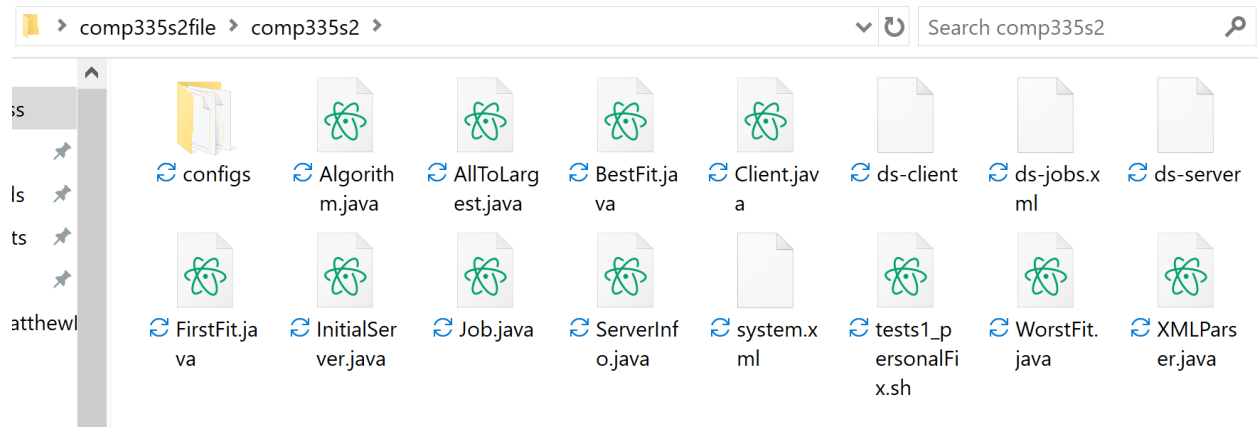 comp335s2file > comp335s2 >
Search comp335s2
ss
configs
Algorith
m.java
AllToLarg
est.java
BestFit.ja
va
Client.jav
a
ds-client
ds-jobs.x
ml
ds-server
ls
ts
FirstFit.ja
va
InitialSer
ver.java
Job.java
ServerInf
o.java
system.x
ml
tests1_p
ersonalFi
x.sh
WorstFit.
java
XMLPars
er.java
atthewl